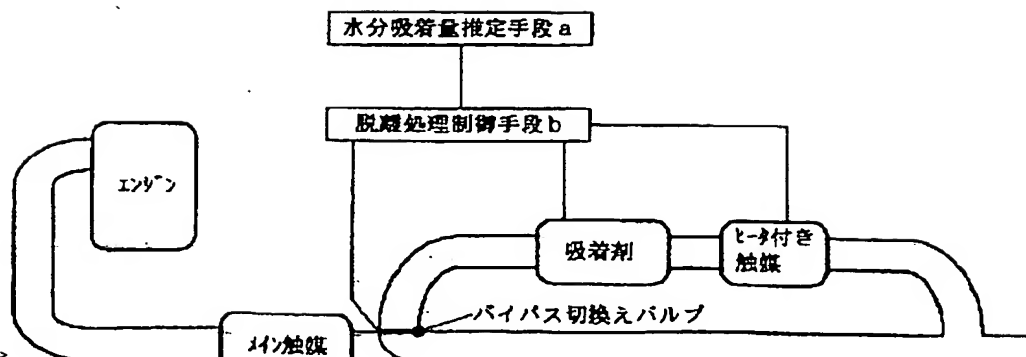 水分吸着量推定手段a
脱離処理制御手段b
エンジン
吸着剤
ヒータ付き
触媒
バイパス切換えバルブ
メイン触媒